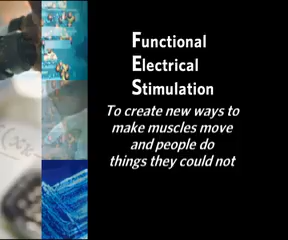 Functional
Electrical
Stimulation
To create new ways to
make muscles move
and people do
things they could not